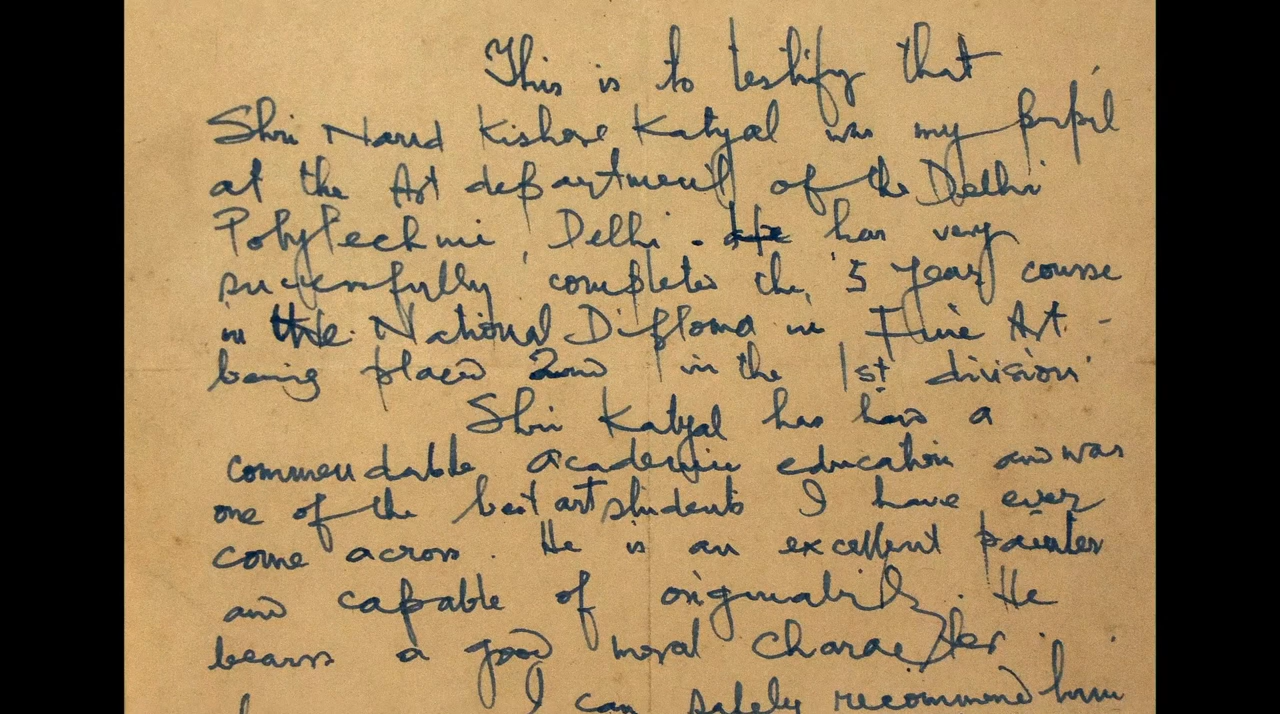 This is to testify that
Shri Nand Kishore Katyal was my pupil
at the Art department of the Delhi
Polytechnic, Delhi. has very
successfully completed the 5 year course
in the National Diploma in Fine Art -
being placed 2nd in the 1st division
Shri Katyal has had a
commendable academic education and was
one of the best art students I have ever
come across. He is an excellent painter
and capable of originality. He
bears a good moral character.
I can safely recommend him